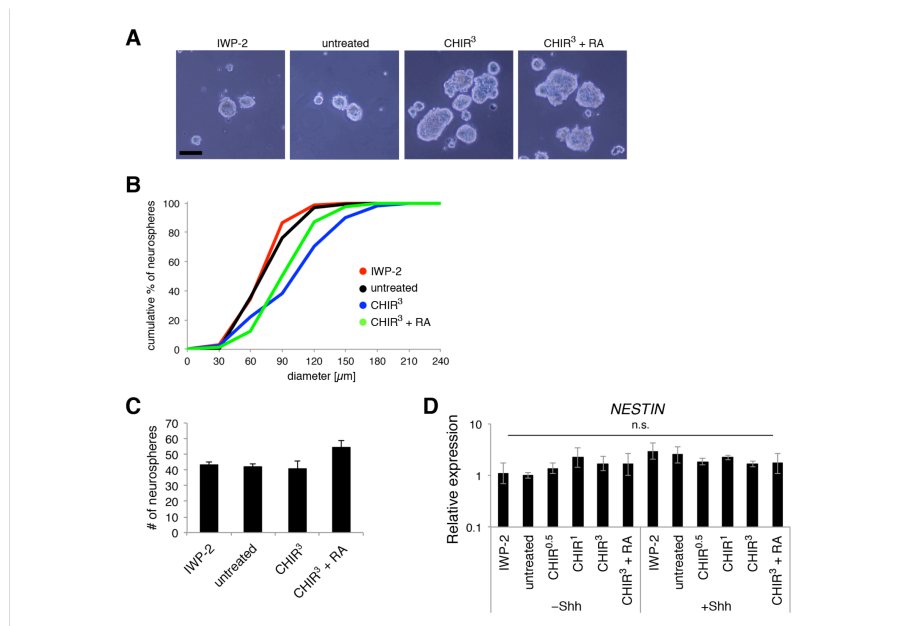 A
IWP-2 untreated CHIR³ CHIR³ + RA
B
cumulative % of neurospheres
100
80
60
40
20
0
IWP-2
untreated
CHIR³
CHIR³ + RA
0 30 60 90 120 150 180 210 240
diameter [µm]
C
# of neurospheres
70
60
50
40
30
20
10
0
IWP-2
untreated
CHIR³
CHIR³ + RA
D
NESTIN
n.s.
Relative expression
10
1
0.1
IWP-2
untreated
CHIR⁰·⁵
CHIR¹
CHIR³
CHIR³ + RA
IWP-2
untreated
CHIR⁰·⁵
CHIR¹
CHIR³
CHIR³ + RA
–Shh +Shh